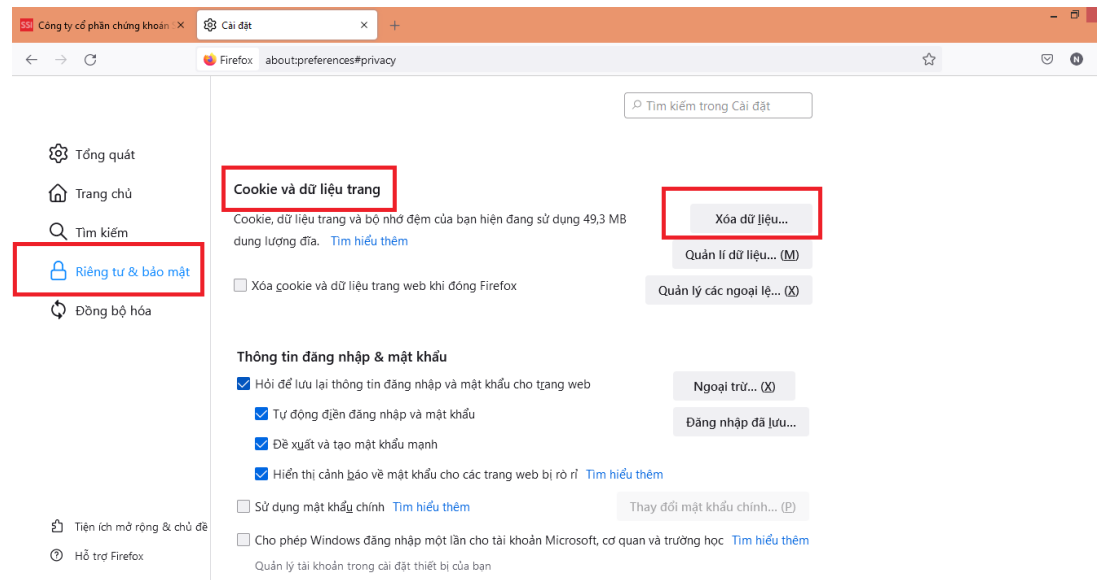 SSI Công ty cổ phần chứng khoán
Cài đặt
Firefox about:preferences#privacy
N
Tìm kiếm trong Cài đặt
Tổng quát
Trang chủ
Tìm kiếm
Riêng tư & bảo mật
Đồng bộ hóa
Tiện ích mở rộng & chủ đề
Hỗ trợ Firefox
Cookie và dữ liệu trang
Cookie, dữ liệu trang và bộ nhớ đệm của bạn hiện đang sử dụng 49,3 MB
dung lượng đĩa. Tìm hiểu thêm
Xóa dữ liệu...
Quản lí dữ liệu... (M)
Xóa cookie và dữ liệu trang web khi đóng Firefox
Quản lý các ngoại lệ... (X)
Thông tin đăng nhập & mật khẩu
Hỏi để lưu lại thông tin đăng nhập và mật khẩu cho trang web
Ngoại trừ... (X)
Tự động điền đăng nhập và mật khẩu
Đăng nhập đã lưu...
Đề xuất và tạo mật khẩu mạnh
Hiển thị cảnh báo về mật khẩu cho các trang web bị rò rỉ Tìm hiểu thêm
Sử dụng mật khẩu chính Tìm hiểu thêm
Thay đổi mật khẩu chính... (P)
Cho phép Windows đăng nhập một lần cho tài khoản Microsoft, cơ quan và trường học Tìm hiểu thêm
Quản lý tài khoản trong cài đặt thiết bị của bạn